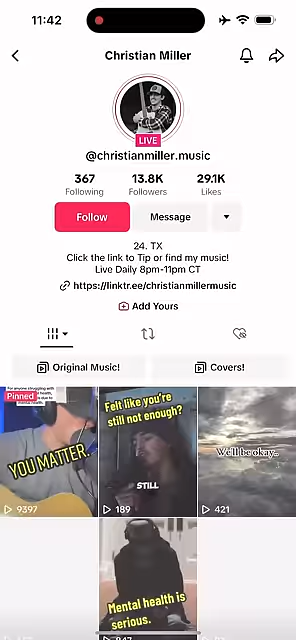 11:42
Christian Miller
LIVE
@christianmiller.music
367
13.8K
29.1K
Following
Followers
Likes
Follow
Message
24. TX
Click the link to Tip or find my music!
Live Daily 8pm-11pm CT
https://linktr.ee/christianmillermusic
Add Yours
Original Music!
Covers!
Pinned
YOU MATTER.
9397
Felt like you're
still not enough?
STILL
189
We'll be okay..
421
Mental health is
serious.